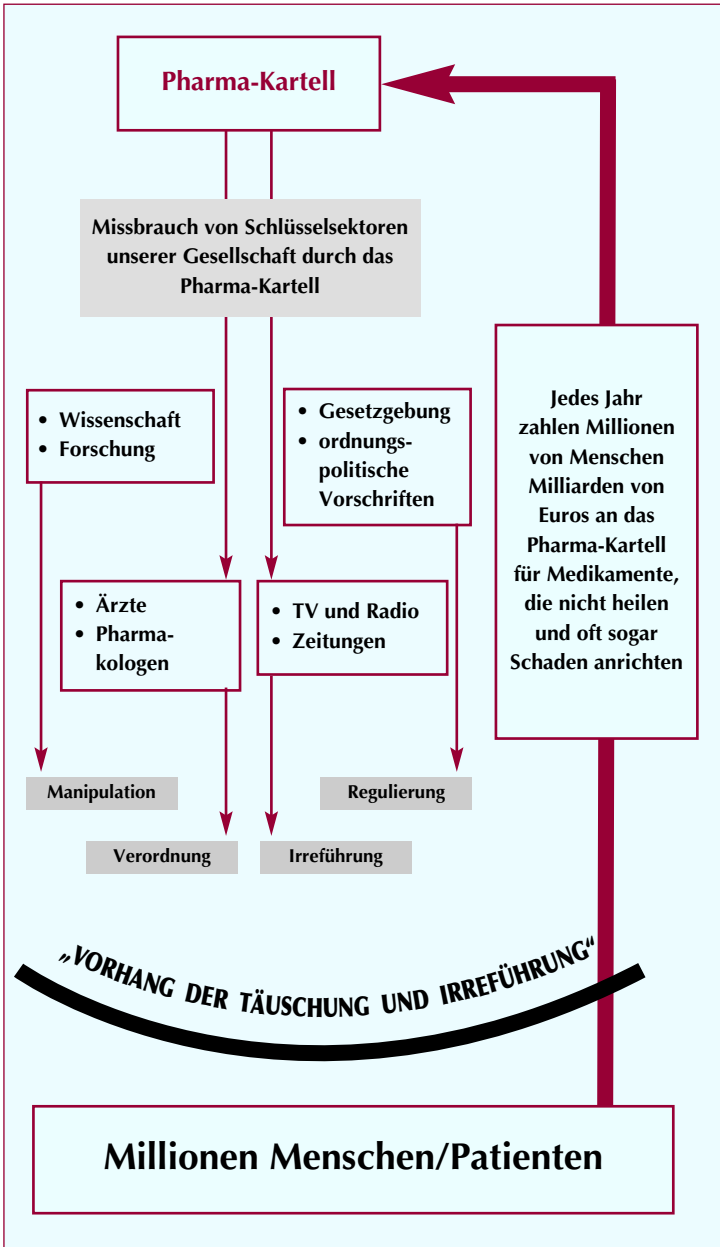 Pharma-Kartell
Missbrauch von Schlüsselsektoren
unserer Gesellschaft durch das
Pharma-Kartell
• Wissenschaft
• Forschung
• Gesetzgebung
• ordnungs-
politische
Vorschriften
• Ärzte
• Pharma-
kologen
• TV und Radio
• Zeitungen
Manipulation
Regulierung
Verordnung
Irreführung
Jedes Jahr
zahlen Millionen
von Menschen
Milliarden von
Euros an das
Pharma-Kartell
für Medikamente,
die nicht heilen
und oft sogar
Schaden anrichten
„VORHANG DER TÄUSCHUNG UND IRREFÜHRUNG“
Millionen Menschen/Patienten